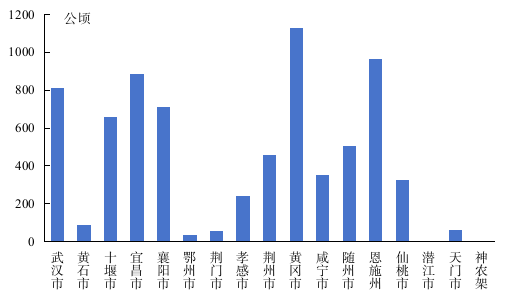 公顷
1200
1000
800
600
400
200
0
武汉市
黄石市
十堰市
宜昌市
襄阳市
鄂州市
荆门市
孝感市
荆州市
黄冈市
咸宁市
随州市
恩施州
仙桃市
潜江市
天门市
神农架